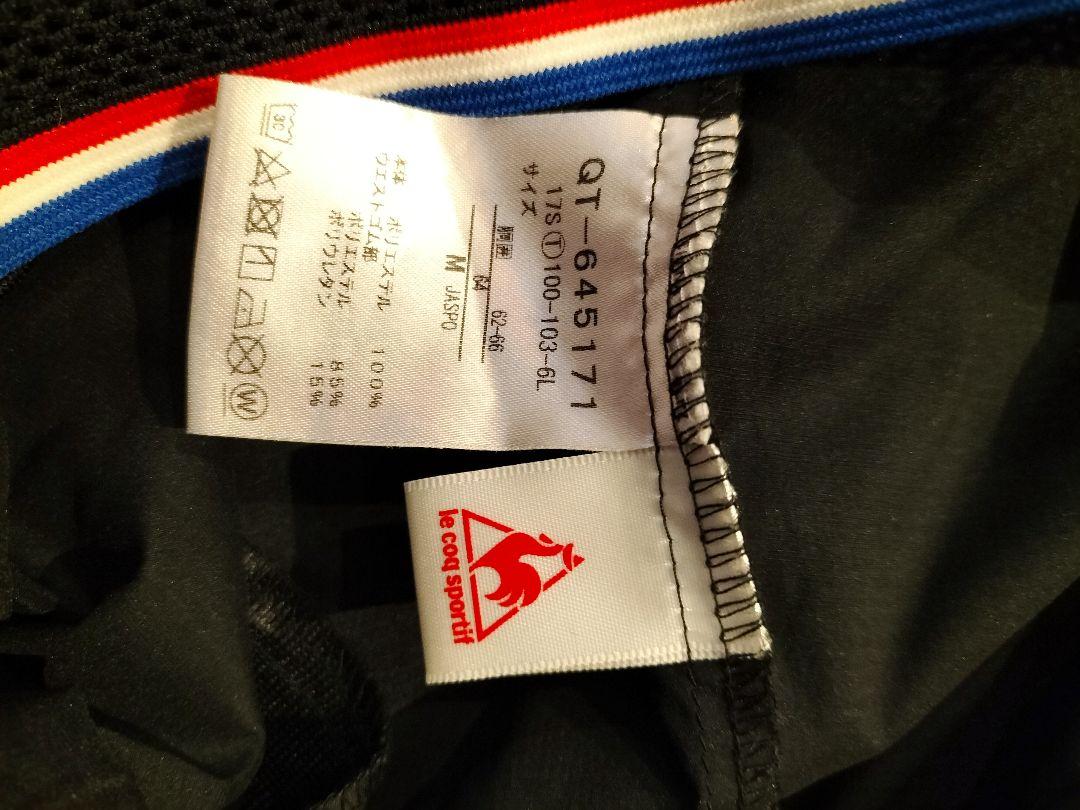 QT-645171
17S Ⓣ100-103-6L
サイズ
胴囲 62-66
64
M JASPO
本体 ポリエステル 100%
ウエストゴム部
ポリエステル 85%
ポリウレタン 15%
30
W
le coq sportif